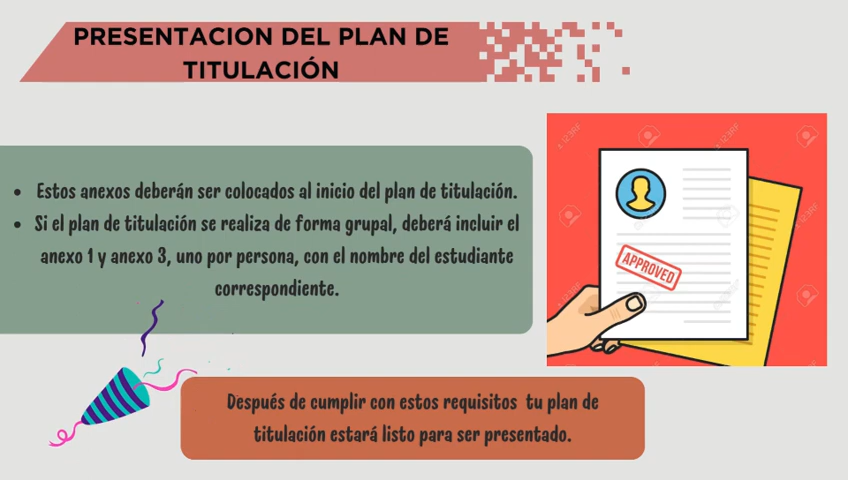 PRESENTACION DEL PLAN DE
TITULACIÓN
• Estos anexos deberán ser colocados al inicio del plan de titulación.
• Si el plan de titulación se realiza de forma grupal, deberá incluir el
anexo 1 y anexo 3, uno por persona, con el nombre del estudiante
correspondiente.
APPROVED
123RF
123RF
123RF
Después de cumplir con estos requisitos tu plan de
titulación estará listo para ser presentado.